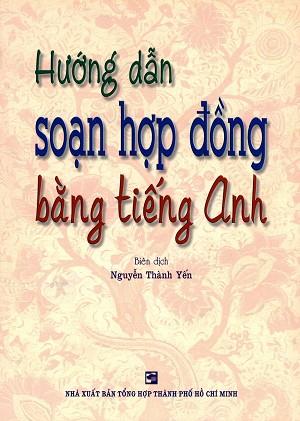 Hướng dẫn
soạn hợp đồng
bằng tiếng Anh
Biên dịch
Nguyễn Thành Yến
NHÀ XUẤT BẢN TỔNG HỢP THÀNH PHỐ HỒ CHÍ MINH